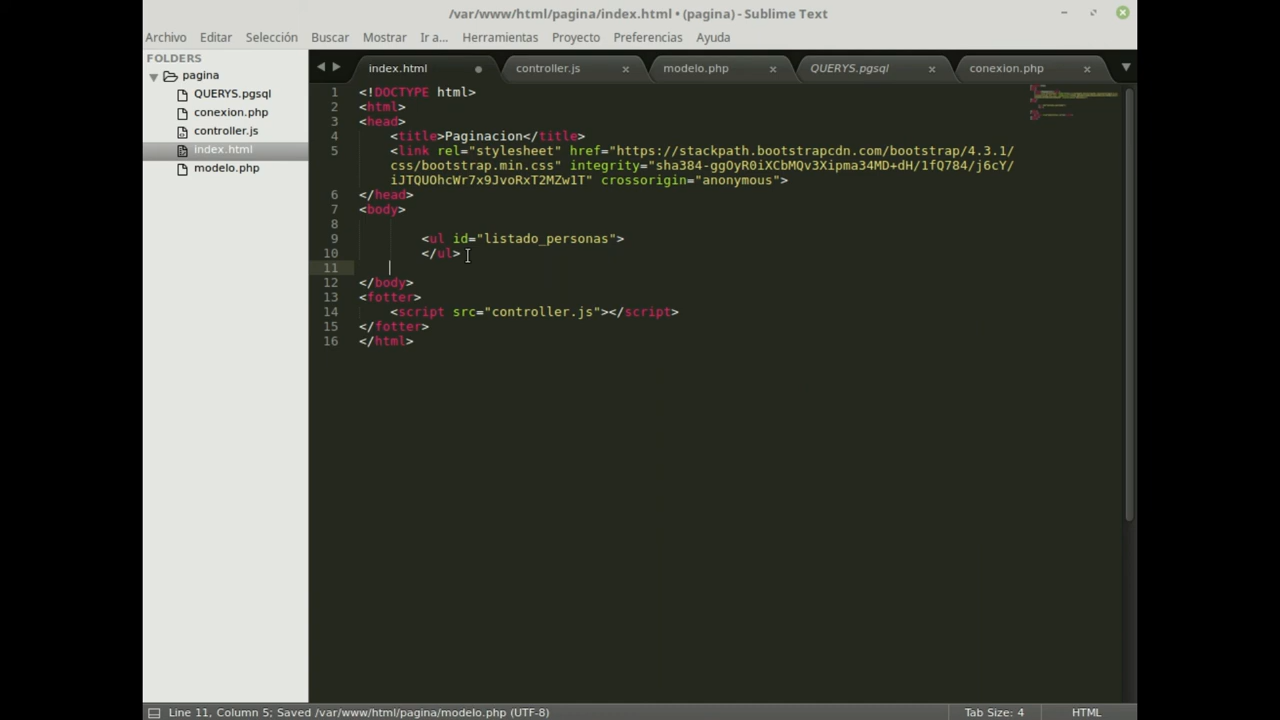 /var/www/html/pagina/index.html • (pagina) - Sublime Text
Archivo Editar Selección Buscar Mostrar Ir a... Herramientas Proyecto Preferencias Ayuda
FOLDERS
pagina
QUERYS.pgsql
conexion.php
controller.js
index.html
modelo.php
index.html controller.js modelo.php QUERYS.pgsql conexion.php
1 <!DOCTYPE html>
2 <html>
3 <head>
4 <title>Paginacion</title>
5 <link rel="stylesheet" href="https://stackpath.bootstrapcdn.com/bootstrap/4.3.1/
css/bootstrap.min.css" integrity="sha384-ggOyR0iXCbMQv3Xipma34MD+dH/1fQ784/j6cY/
iJTQUOhcWr7x9JvoRxT2MZw1T" crossorigin="anonymous">
6 </head>
7 <body>
8
9 <ul id="listado_personas">
10 </ul>
11
12 </body>
13 <fotter>
14 <script src="controller.js"></script>
15 </fotter>
16 </html>
Line 11, Column 5; Saved /var/www/html/pagina/modelo.php (UTF-8) Tab Size: 4 HTML